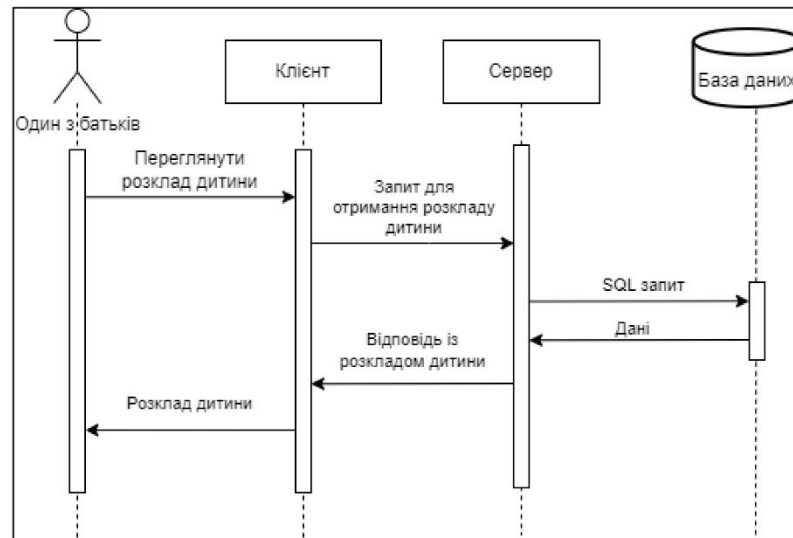 Клієнт
Сервер
База даних
Один з батьків
Переглянути
розклад дитини
Запит для
отримання розкладу
дитини
SQL запит
Дані
Відповідь із
розкладом дитини
Розклад дитини